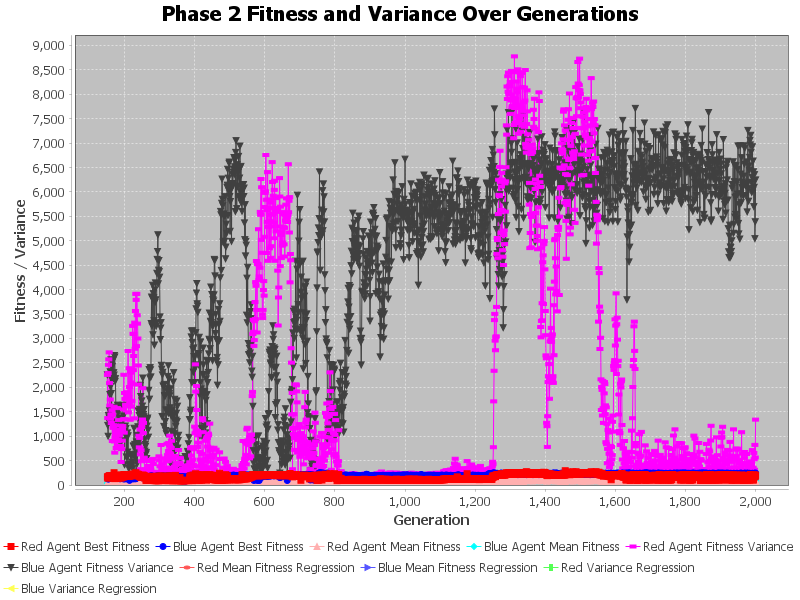 Phase 2 Fitness and Variance Over Generations
9,000
8,500
8,000
7,500
7,000
6,500
6,000
5,500
5,000
4,500
4,000
3,500
3,000
2,500
2,000
1,500
1,000
500
0
Fitness / Variance
200 400 600 800 1,000 1,200 1,400 1,600 1,800 2,000
Generation
Red Agent Best Fitness Blue Agent Best Fitness Red Agent Mean Fitness Blue Agent Mean Fitness Red Agent Fitness Variance
Blue Agent Fitness Variance Red Mean Fitness Regression Blue Mean Fitness Regression Red Variance Regression
Blue Variance Regression